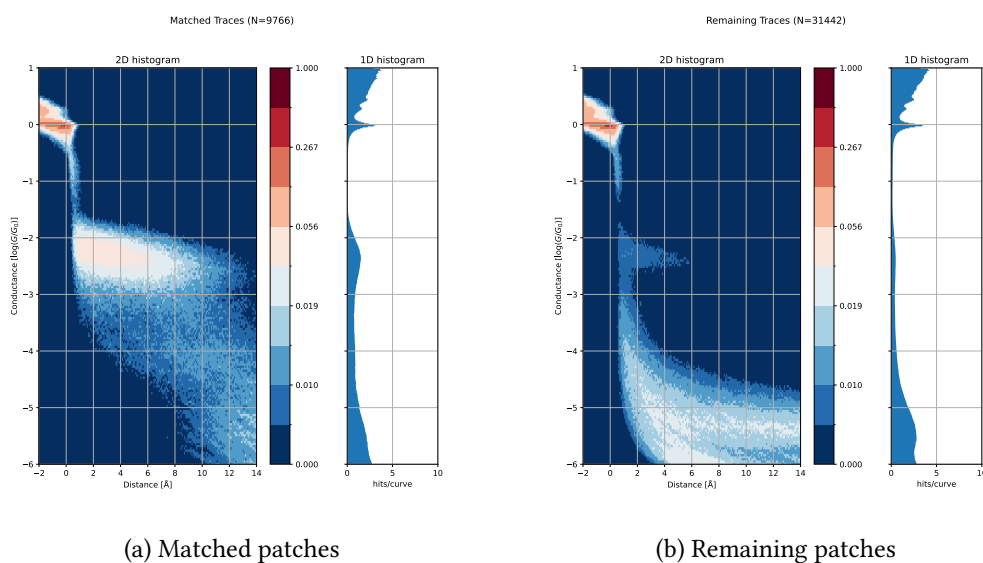 Matched Traces (N=9766)
2D histogram
1D histogram
1
0
−1
−2
−3
−4
−5
−6
Conductance [log(G/G₀)]
−2 0 2 4 6 8 10 12 14
Distance [Å]
1.000
0.267
0.056
0.019
0.010
0.000
0 5 10
hits/curve
(a) Matched patches
Remaining Traces (N=31442)
2D histogram
1D histogram
1
0
−1
−2
−3
−4
−5
−6
Conductance [log(G/G₀)]
−2 0 2 4 6 8 10 12 14
Distance [Å]
1.000
0.267
0.056
0.019
0.010
0.000
0 5 10
hits/curve
(b) Remaining patches